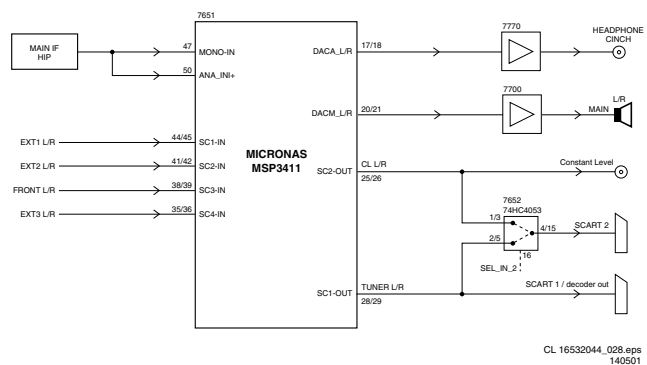 7651
MAIN IF
HIP
47
MONO-IN
50
ANA_INI+
EXT1 L/R
44/45
SC1-IN
EXT2 L/R
41/42
SC2-IN
FRONT L/R
38/39
SC3-IN
EXT3 L/R
35/36
SC4-IN
MICRONAS
MSP3411
DACA_L/R
17/18
7770
HEADPHONE
CINCH
DACM_L/R
20/21
7700
MAIN
L/R
SC2-OUT
CL L/R
25/26
Constant Level
7652
74HC4053
1/3
2/5
4/15
16
SEL_IN_2
SCART 2
SC1-OUT
TUNER L/R
28/29
SCART 1 / decoder out
CL 16532044_028.eps
140501